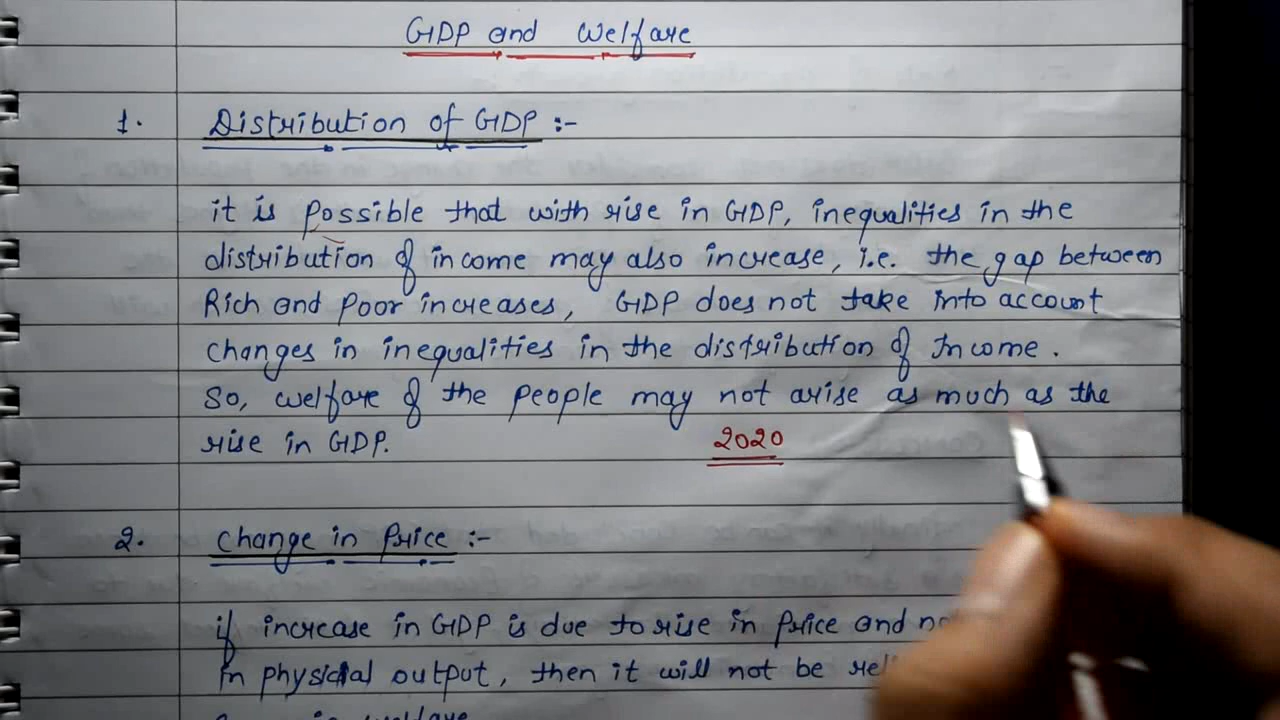 GDP and Welfare
1. Distribution of GDP :-
it is possible that with rise in GDP, inequalities in the
distribution of income may also increase, i.e. the gap between
Rich and poor increases, GDP does not take into account
changes in inequalities in the distribution of Income.
So, welfare of the people may not arise as much as the
rise in GDP.
2020
2. Change in Price :-
if increase in GDP is due to rise in price and
In physical output, then it will not be
welfare